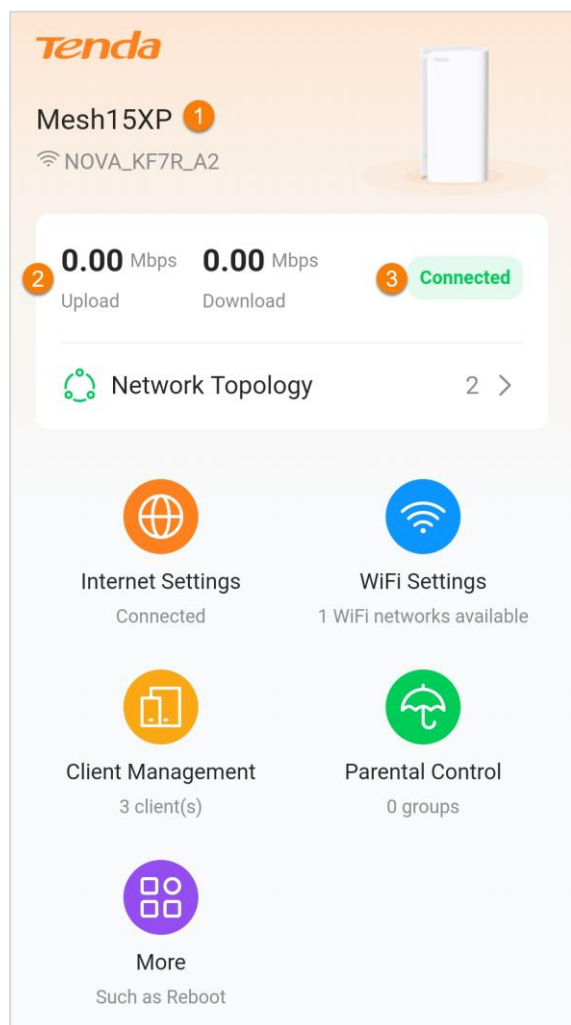 Tenda
Mesh15XP 1
NOVA_KF7R_A2
2 0.00 Mbps 0.00 Mbps
Upload Download
3 Connected
Network Topology 2
Internet Settings WiFi Settings
Connected 1 WiFi networks available
Client Management Parental Control
3 client(s) 0 groups
More
Such as Reboot